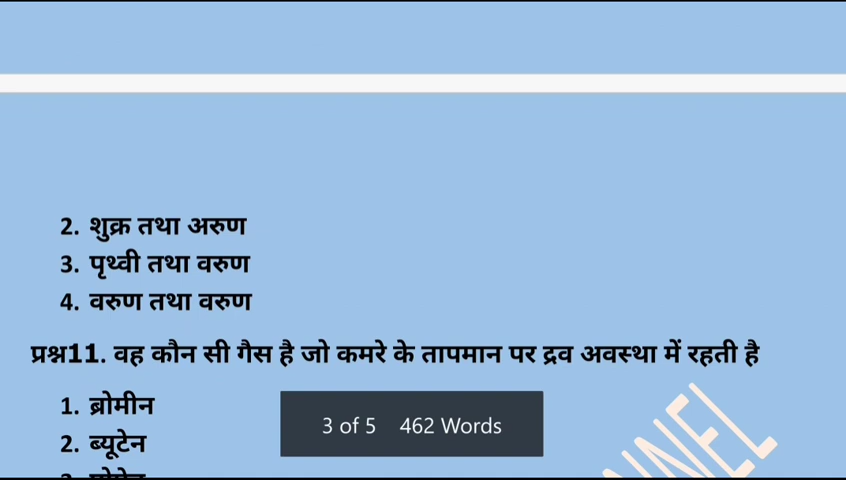 2. शुक्र तथा अरुण
3. पृथ्वी तथा वरुण
4. वरुण तथा वरुण
प्रश्न11. वह कौन सी गैस है जो कमरे के तापमान पर द्रव अवस्था में रहती है
1. ब्रोमीन
2. ब्यूटेन
3 of 5 462 Words